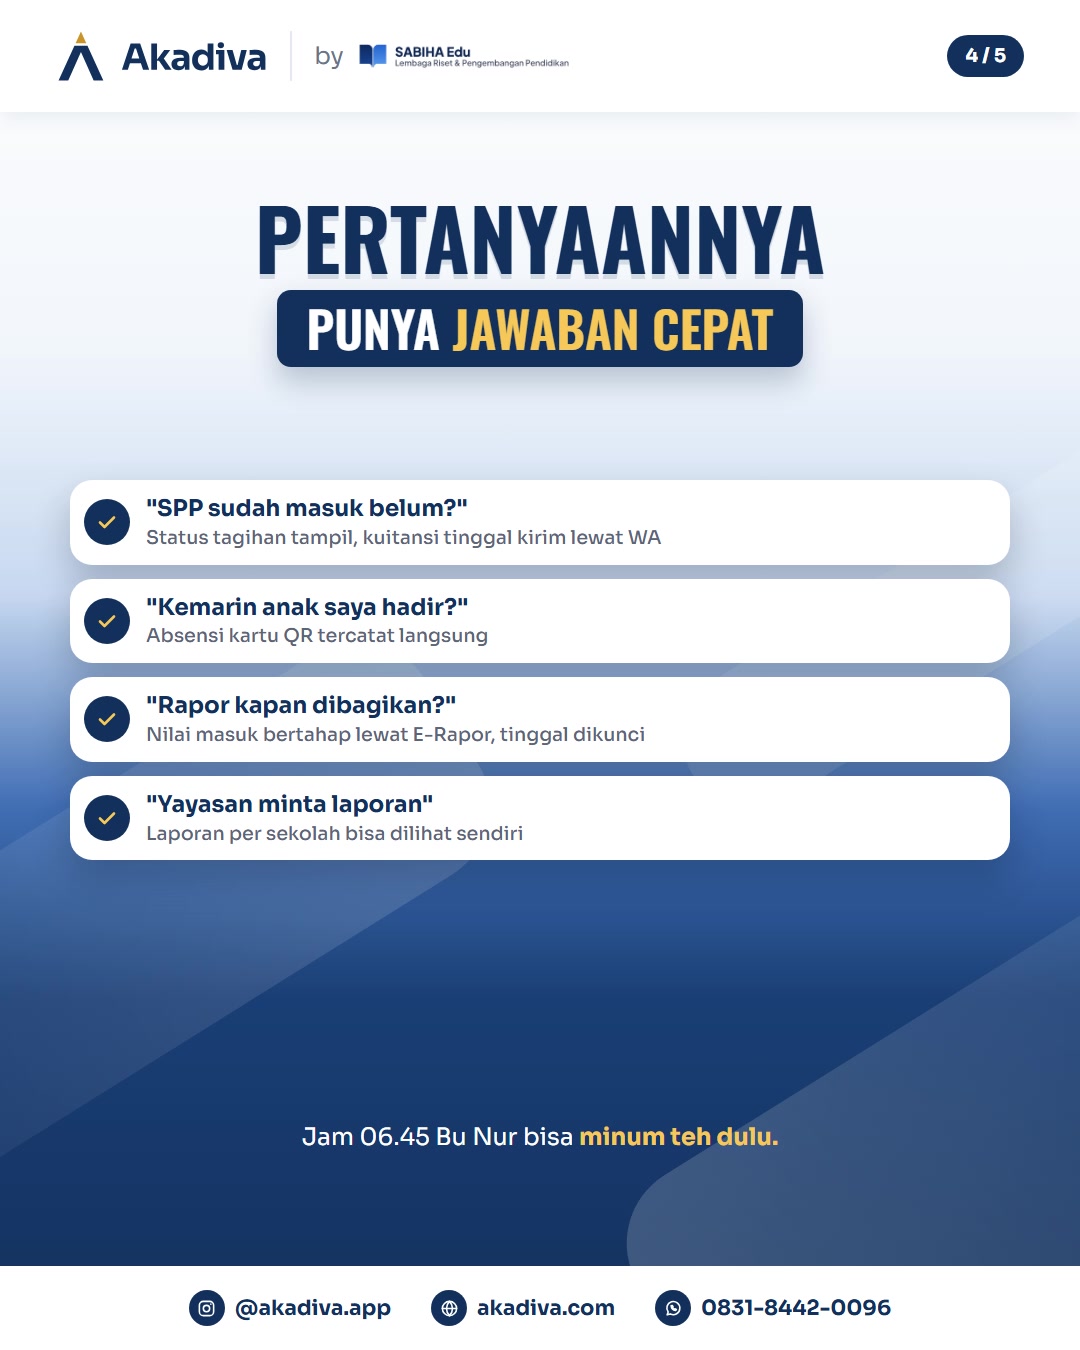 Akadiva
by
SABIHA Edu
Lembaga Riset & Pengembangan Pendidikan
4 / 5
PERTANYAANNYA
PUNYA JAWABAN CEPAT
"SPP sudah masuk belum?"
Status tagihan tampil, kuitansi tinggal kirim lewat WA
"Kemarin anak saya hadir?"
Absensi kartu QR tercatat langsung
"Rapor kapan dibagikan?"
Nilai masuk bertahap lewat E-Rapor, tinggal dikunci
"Yayasan minta laporan"
Laporan per sekolah bisa dilihat sendiri
Jam 06.45 Bu Nur bisa minum teh dulu.
@akadiva.app
akadiva.com
0831-8442-0096